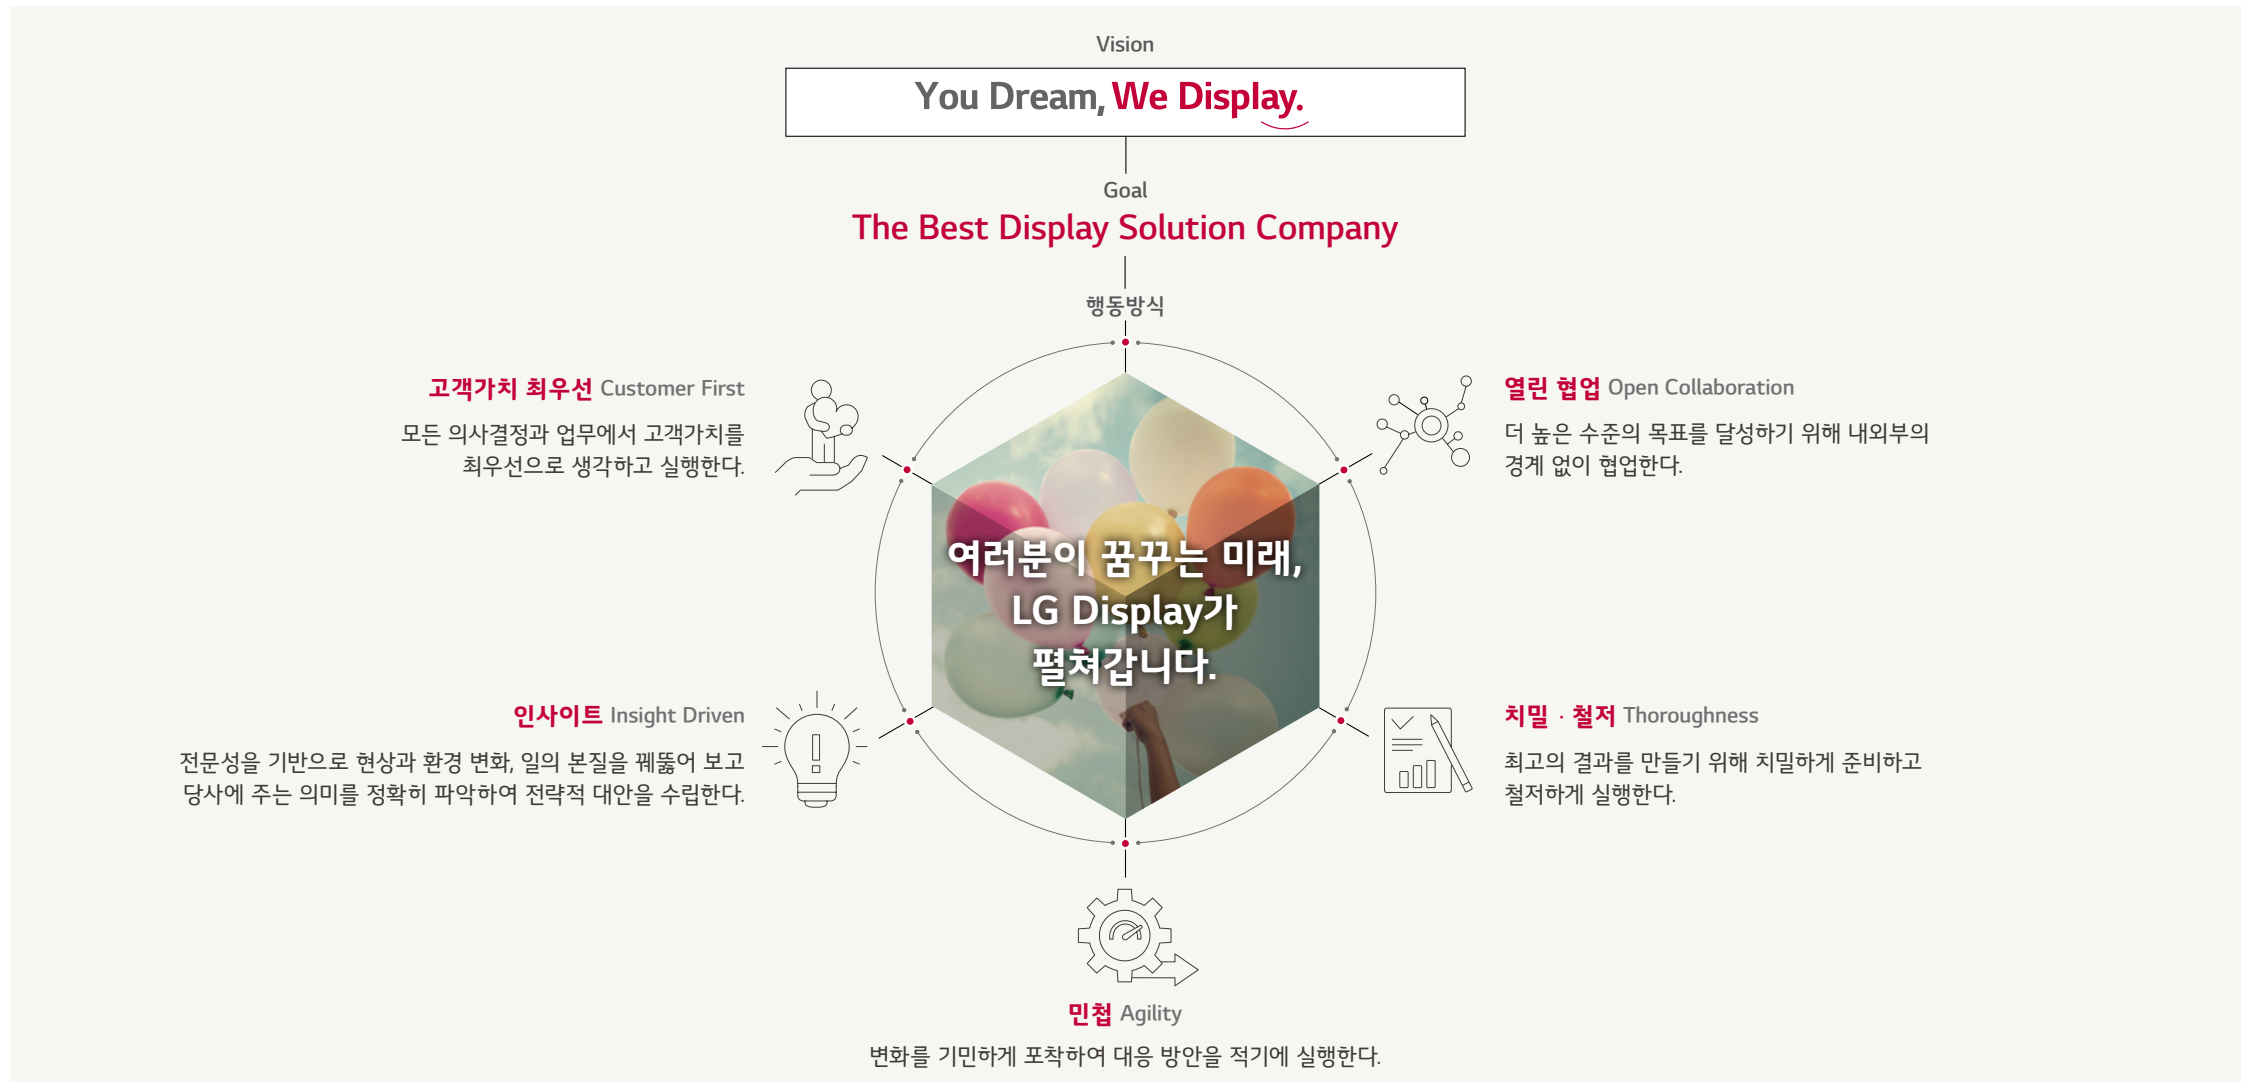 Vision
You Dream, We Display.
Goal
The Best Display Solution Company
행동방식
고객가치 최우선 Customer First
모든 의사결정과 업무에서 고객가치를
최우선으로 생각하고 실행한다.
열린 협업 Open Collaboration
더 높은 수준의 목표를 달성하기 위해 내외부의
경계 없이 협업한다.
여러분이 꿈꾸는 미래,
LG Display가
펼쳐갑니다.
인사이트 Insight Driven
전문성을 기반으로 현상과 환경 변화, 일의 본질을 꿰뚫어 보고
당사에 주는 의미를 정확히 파악하여 전략적 대안을 수립한다.
치밀 · 철저 Thoroughness
최고의 결과를 만들기 위해 치밀하게 준비하고
철저하게 실행한다.
민첩 Agility
변화를 기민하게 포착하여 대응 방안을 적기에 실행한다.